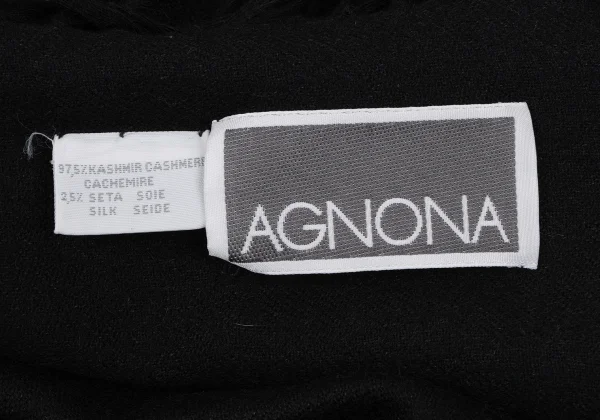 97,5% KASHMIR CASHMERE
CACHEMIRE
2,5% SETA SOIE
SILK SEIDE
AGNONA